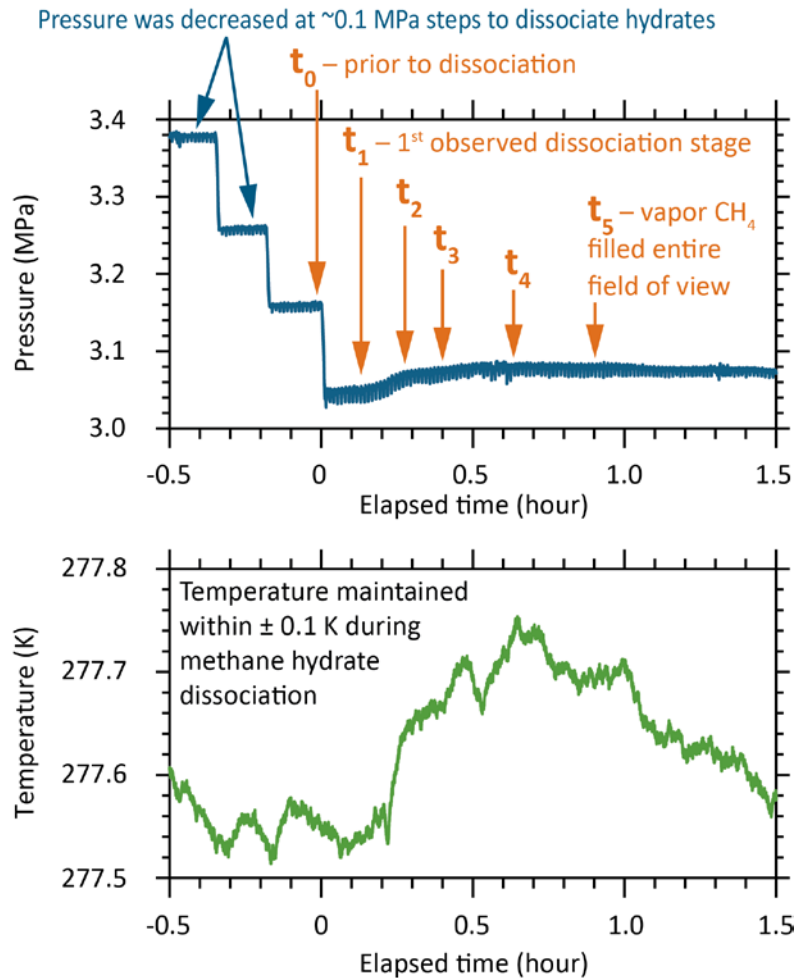 Pressure was decreased at ~0.1 MPa steps to dissociate hydrates
t0 – prior to dissociation
t1 – 1st observed dissociation stage
t2
t3
t4
t5 – vapor CH4
filled entire
field of view
Pressure (MPa)
3.4
3.3
3.2
3.1
3.0
-0.5
0
0.5
1.0
1.5
Elapsed time (hour)
Temperature maintained
within ± 0.1 K during
methane hydrate
dissociation
Temperature (K)
277.8
277.7
277.6
277.5
-0.5
0
0.5
1.0
1.5
Elapsed time (hour)